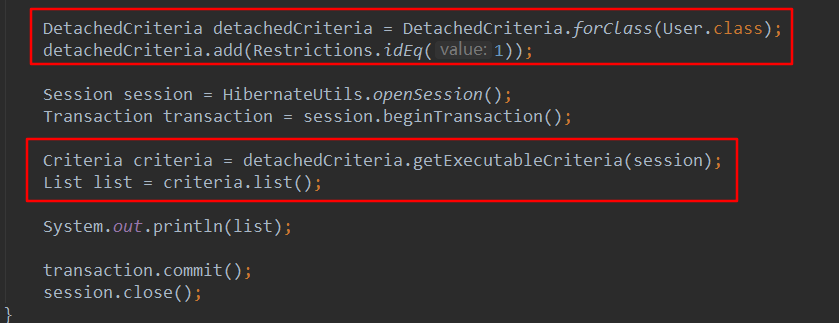 DetachedCriteria detachedCriteria = DetachedCriteria.forClass(User.class);
detachedCriteria.add(Restrictions.idEq( value: 1));
Session session = HibernateUtils.openSession();
Transaction transaction = session.beginTransaction();
Criteria criteria = detachedCriteria.getExecutableCriteria(session);
List list = criteria.list();
System.out.println(list);
transaction.commit();
session.close();
}